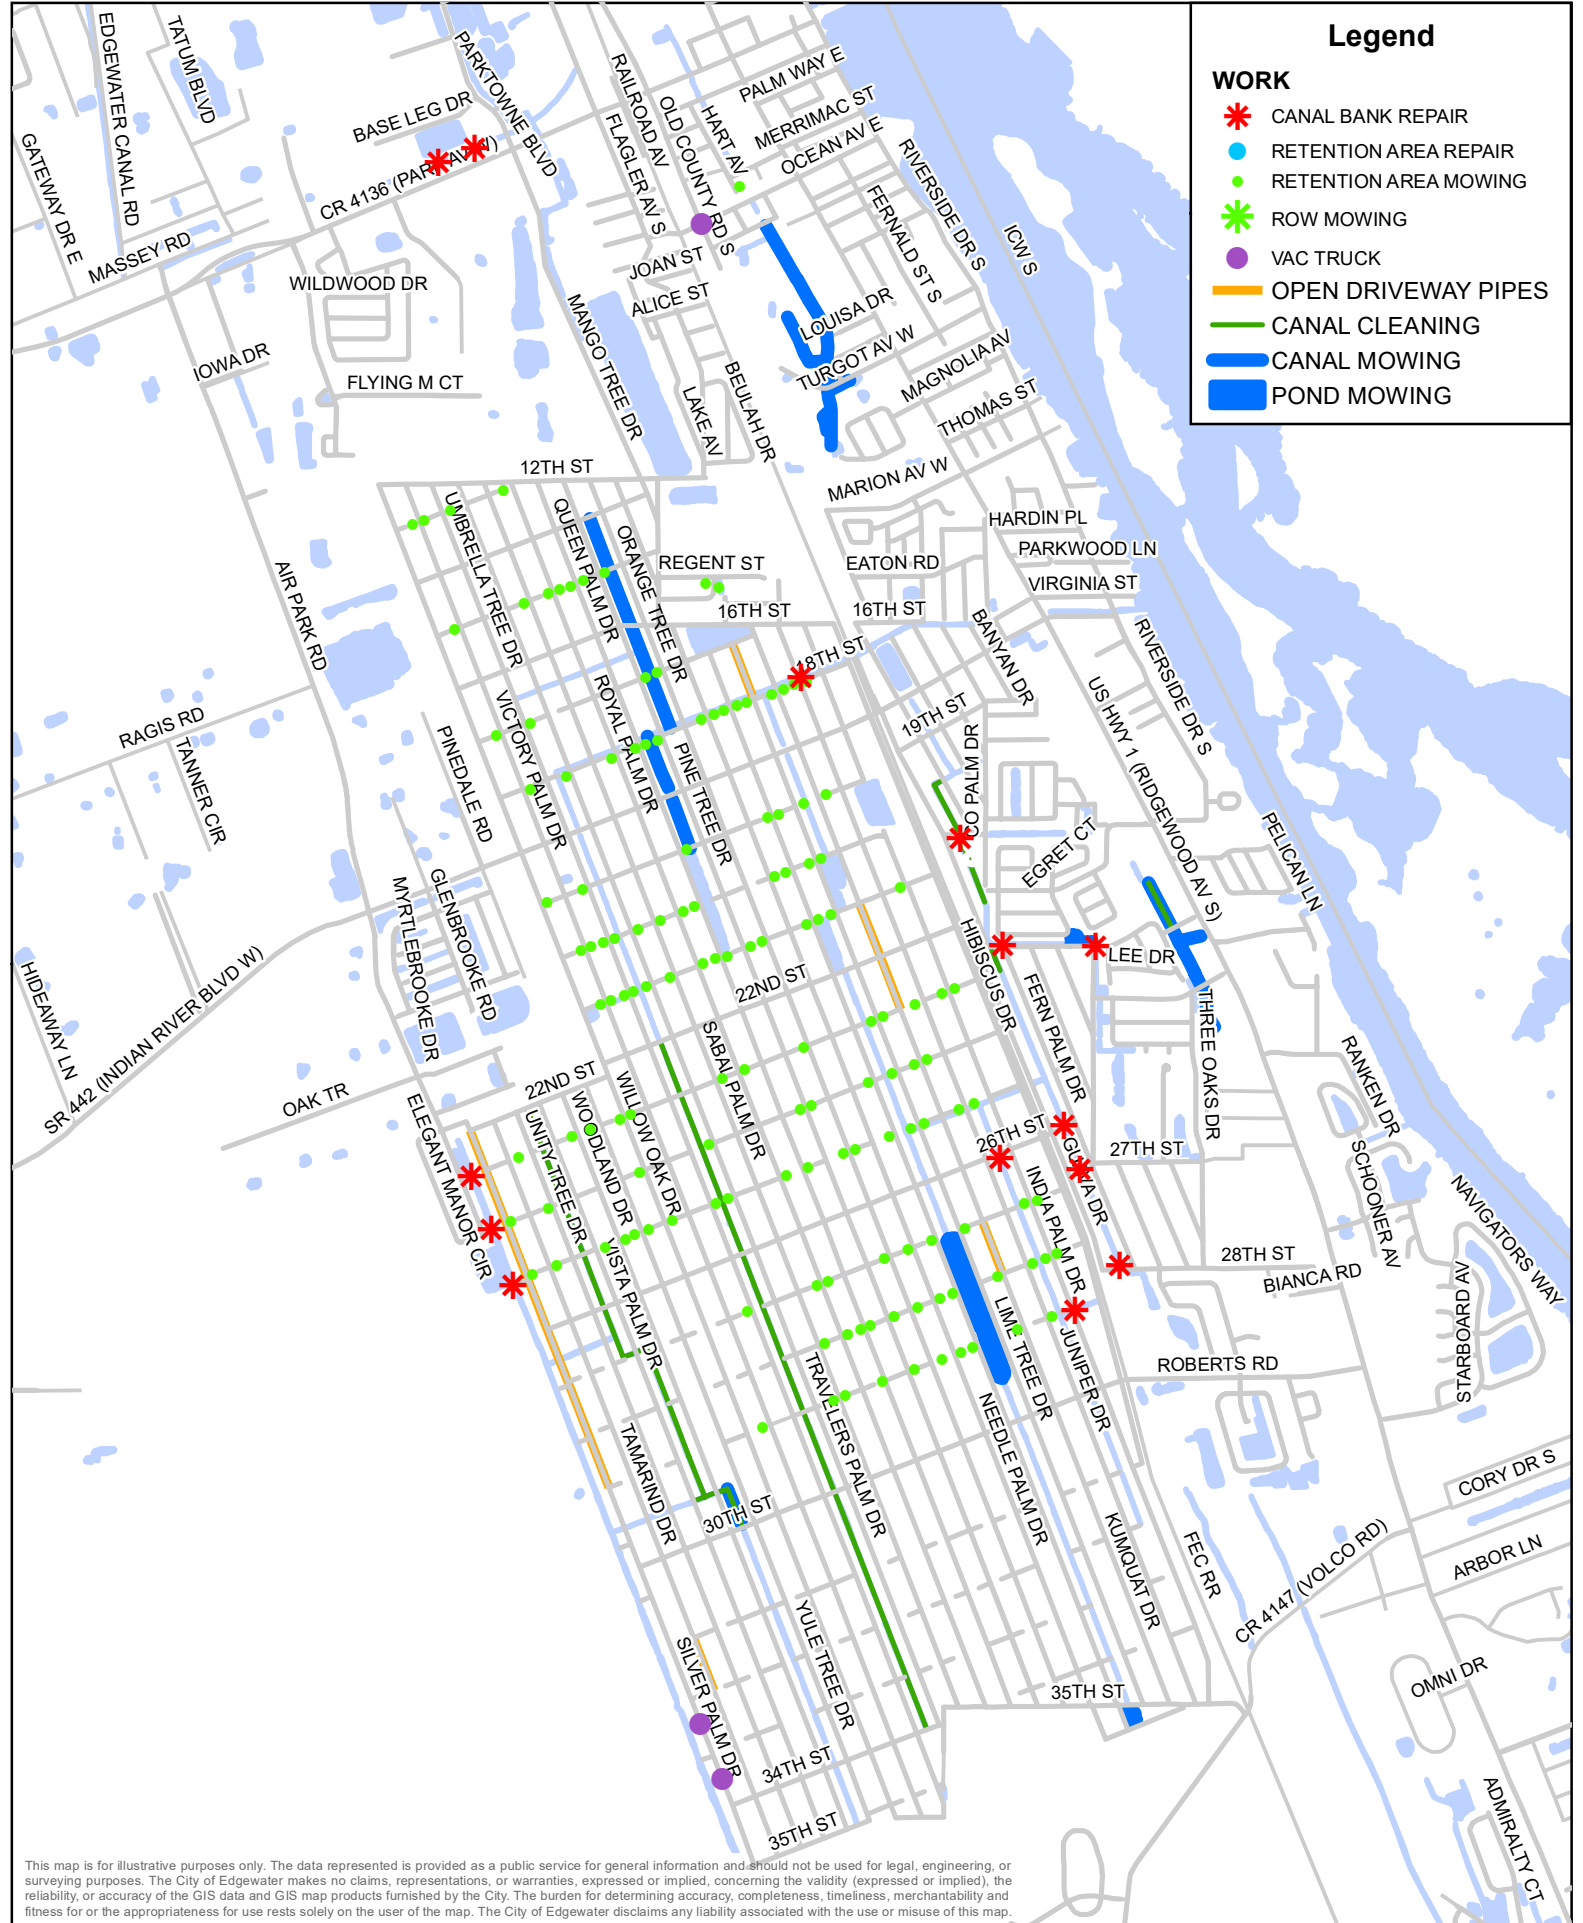 Legend
WORK
CANAL BANK REPAIR
RETENTION AREA REPAIR
RETENTION AREA MOWING
ROW MOWING
VAC TRUCK
OPEN DRIVEWAY PIPES
CANAL CLEANING
CANAL MOWING
POND MOWING
EDGEWATER CANAL RD
TATUM BLVD
PARKTOWNE BLVD
BASE LEG DR
GATEWAY DR E
MASSEY RD
CR 4136 (PARK AV W)
RAILROAD AV
FLAGLER AV S
OLD COUNTY RD S
HART AV
PALM WAY E
MERRIMAC ST
OCEAN AV E
RIVERSIDE DR S
FERNALD ST S
ICW S
JOAN ST
ALICE ST
WILDWOOD DR
MANGO TREE DR
IOWA DR
FLYING M CT
LAKE AV
BEULAH DR
LOUISA DR
TURGOT AV W
MAGNOLIA AV
THOMAS ST
MARION AV W
12TH ST
UMBRELLA TREE DR
QUEEN PALM DR
ORANGE TREE DR
REGENT ST
16TH ST
EATON RD
16TH ST
HARDIN PL
PARKWOOD LN
VIRGINIA ST
AIR PARK RD
BANYAN DR
RIVERSIDE DR S
18TH ST
19TH ST
US HWY 1 (RIDGEWOOD AV S)
VICTORY PALM DR
ROYAL PALM DR
PINE TREE DR
RAGIS RD
TANNER CIR
PINEDALE RD
CO PALM DR
EGRET CT
PELICAN LN
MYRTLEBROOKE DR
GLENBROOKE RD
HIBISCUS DR
LEE DR
FERN PALM DR
THREE OAKS DR
22ND ST
SABAL PALM DR
HIDEAWAY LN
SR 442 (INDIAN RIVER BLVD W)
OAK TR
22ND ST
ELEGANT MANOR CIR
UNITY TREE DR
WOODLAND DR
WILLOW OAK DR
26TH ST
27TH ST
GUAVA DR
INDIA PALM DR
RANKEN DR
SCHOONER AV
NAVIGATORS WAY
28TH ST
BIANCA RD
STARBOARD AV
VISTA PALM DR
LIME TREE DR
JUNIPER DR
ROBERTS RD
TRAVELERS PALM DR
NEEDLE PALM DR
TAMARIND DR
30TH ST
KUMQUAT DR
FEC RR
CR 4147 (VOLCO RD)
CORY DR S
ARBOR LN
SILVER PALM DR
YULE TREE DR
35TH ST
OMNI DR
34TH ST
35TH ST
ADMIRALTY CT
This map is for illustrative purposes only. The data represented is provided as a public service for general information and should not be used for legal, engineering, or
surveying purposes. The City of Edgewater makes no claims, representations, or warranties, expressed or implied, concerning the validity (expressed or implied), the
reliability, or accuracy of the GIS data and GIS map products furnished by the City. The burden for determining accuracy, completeness, timeliness, merchantability and
fitness for or the appropriateness for use rests solely on the user of the map. The City of Edgewater disclaims any liability associated with the use or misuse of this map.